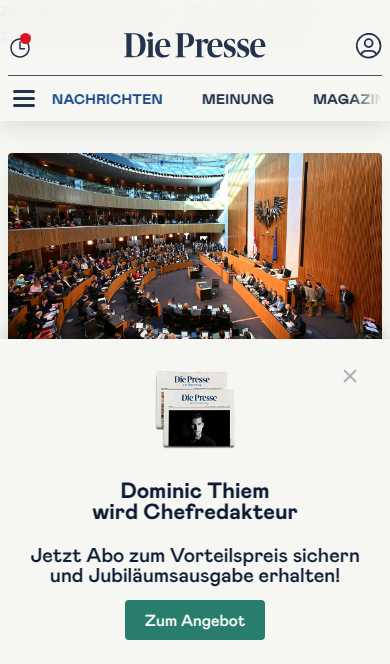 Die Presse
NACHRICHTEN MEINUNG MAGAZIN
Die Presse
Die Presse
Dominic Thiem
wird Chefredakteur
Jetzt Abo zum Vorteilspreis sichern
und Jubiläumsausgabe erhalten!
Zum Angebot